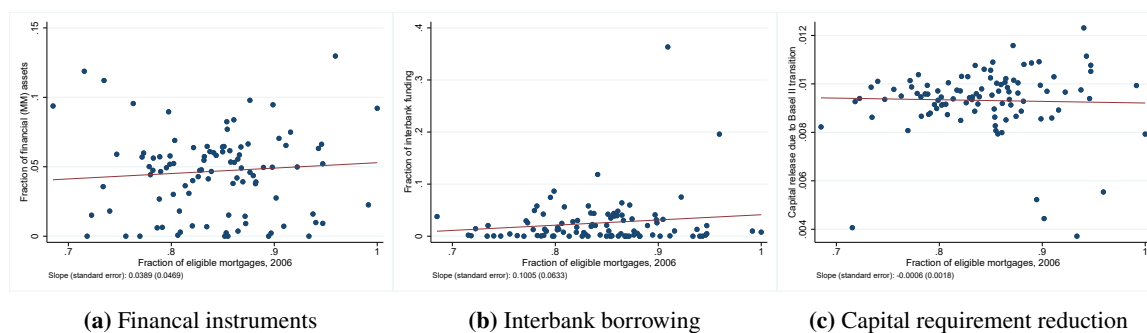 Fraction of financial (MM) assets
.15
.1
.05
0
.7
.8
.9
1
Fraction of eligible mortgages, 2006
Slope (standard error): 0.0389 (0.0469)
(a) Financal instruments
Fraction of interbank funding
.4
.3
.2
.1
0
.7
.8
.9
1
Fraction of eligible mortgages, 2006
Slope (standard error): 0.1005 (0.0633)
(b) Interbank borrowing
Capital release due to Basel II transition
.012
.01
.008
.006
.004
.7
.8
.9
1
Fraction of eligible mortgages, 2006
Slope (standard error): -0.0006 (0.0018)
(c) Capital requirement reduction